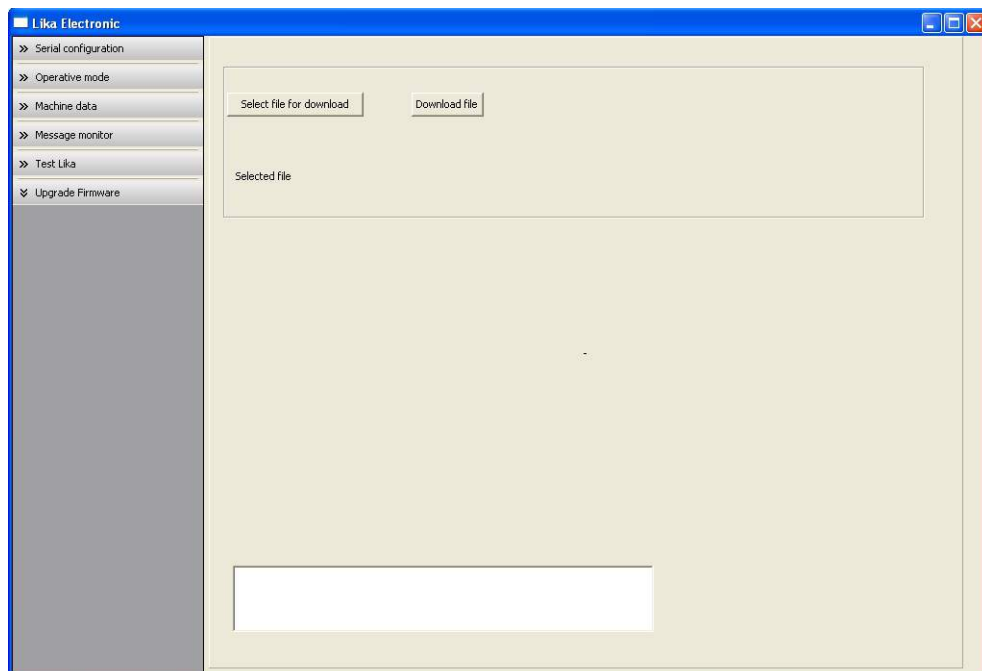 Lika Electronic
Serial configuration
Operative mode
Machine data
Message monitor
Test Lika
Upgrade Firmware
Select file for download
Download file
Selected file
-